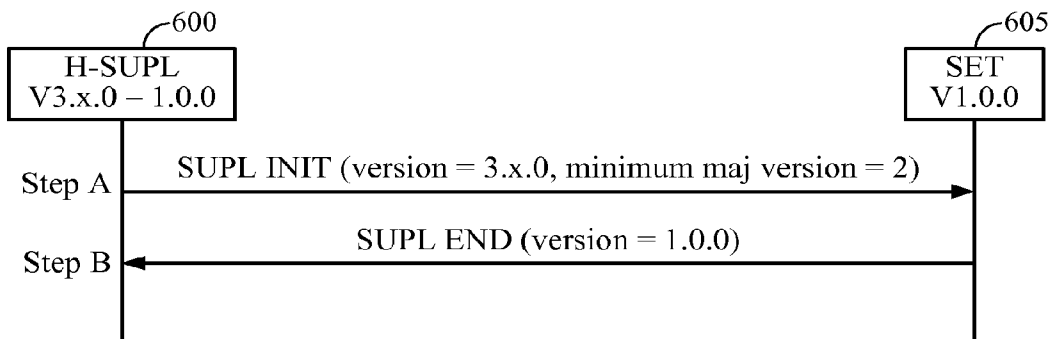 600
605
H-SUPL
V3.x.0 – 1.0.0
SET
V1.0.0
Step A
SUPL INIT (version = 3.x.0, minimum maj version = 2)
SUPL END (version = 1.0.0)
Step B